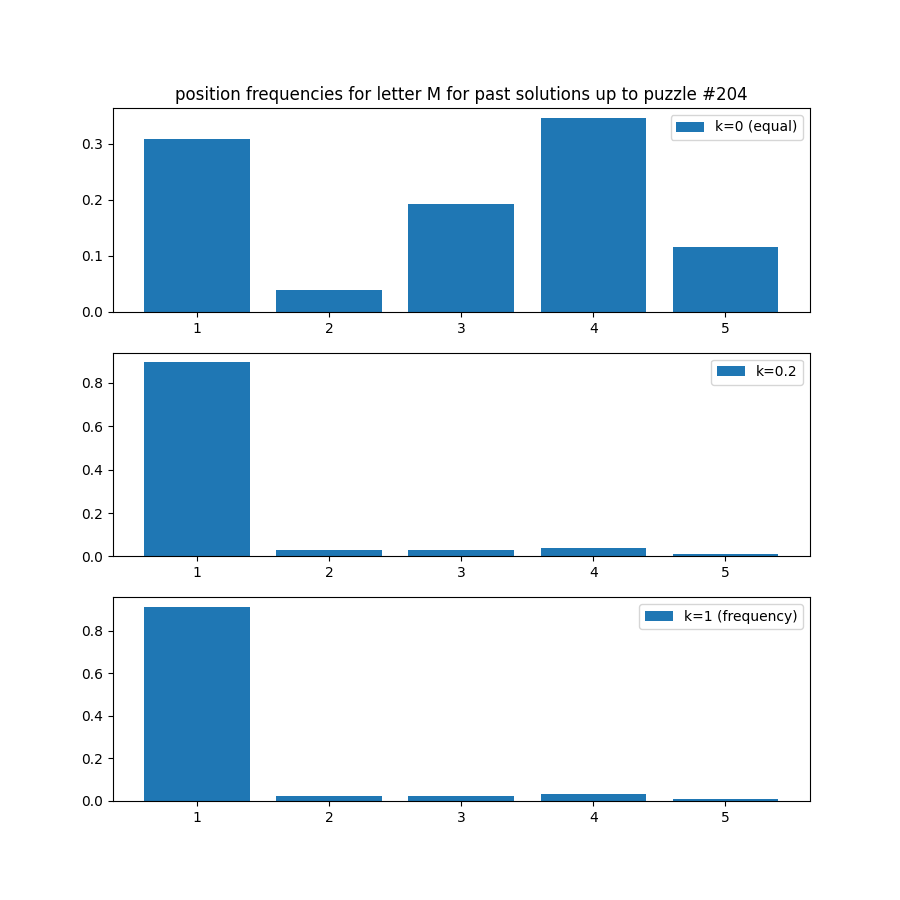 position frequencies for letter M for past solutions up to puzzle #204
k=0 (equal)
0.3
0.2
0.1
0.0
1 2 3 4 5
k=0.2
0.8
0.6
0.4
0.2
0.0
1 2 3 4 5
k=1 (frequency)
0.8
0.6
0.4
0.2
0.0
1 2 3 4 5